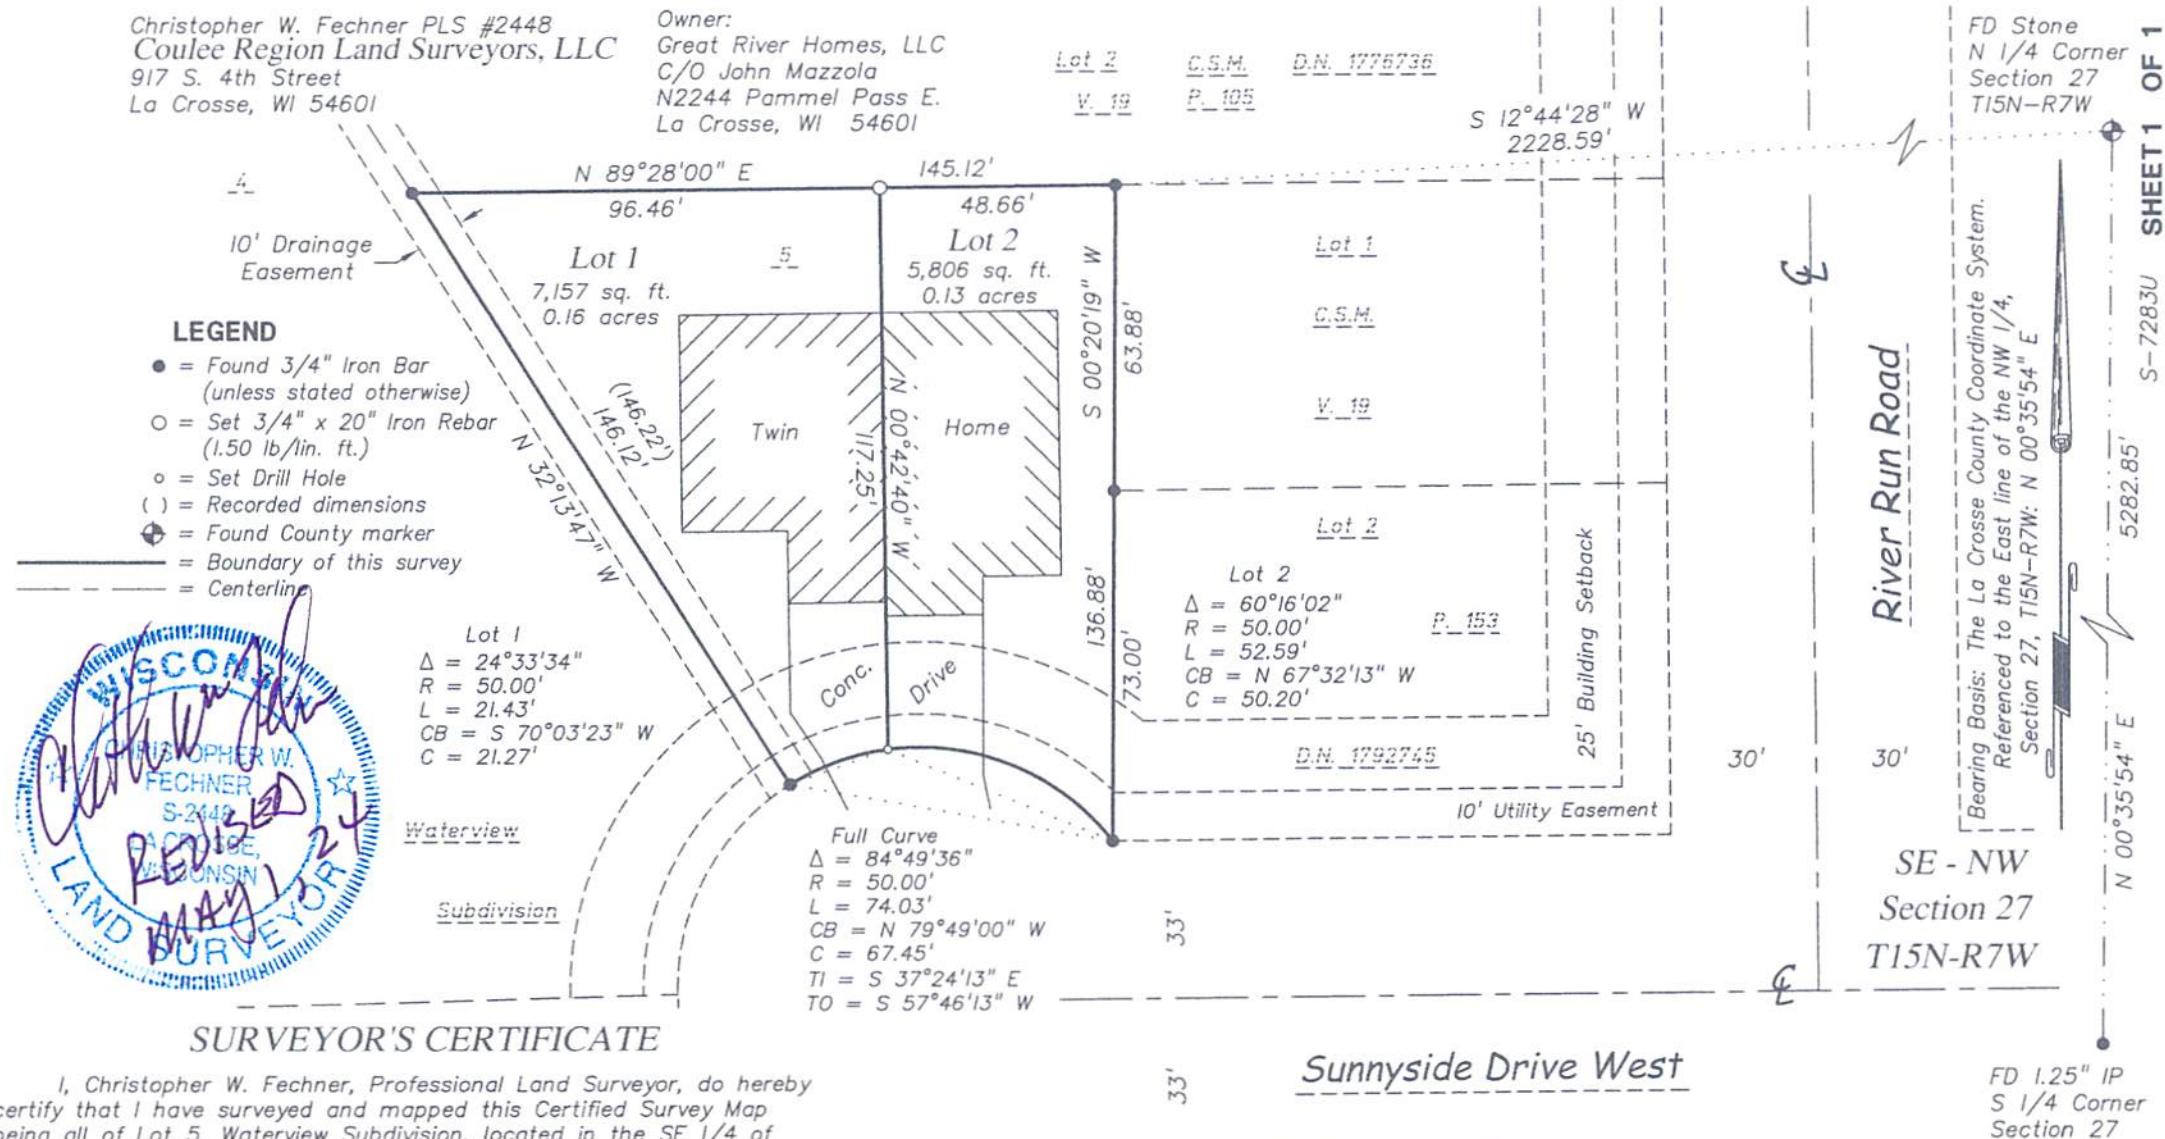 Christopher W. Fechner PLS #2448
Coulee Region Land Surveyors, LLC
917 S. 4th Street
La Crosse, WI 54601
Owner:
Great River Homes, LLC
C/O John Mazzola
N2244 Pammel Pass E.
La Crosse, WI 54601
Lot 2 C.S.M. D.N. 1776736
V. 19 P. 105
S 12°44'28" W
2228.59'
FD Stone
N 1/4 Corner
Section 27
T15N-R7W
SHEET 1 OF 1
S-7283U
4
N 89°28'00" E 145.12'
96.46' 48.66'
10' Drainage
Easement
Lot 1
7,157 sq. ft.
0.16 acres
5
Lot 2
5,806 sq. ft.
0.13 acres
S 00°20'19" W
63.88'
Lot 1
C.S.M.
V. 19
LEGEND
● = Found 3/4" Iron Bar
(unless stated otherwise)
○ = Set 3/4" x 20" Iron Rebar
(1.50 lb/lin. ft.)
o = Set Drill Hole
( ) = Recorded dimensions
= Found County marker
= Boundary of this survey
= Centerline
(146.22')
146.12'
N 32°13'47" W
Twin
Home
117.25'
N 00°42'40" W
136.88'
73.00'
Lot 2
Lot 2
Δ = 60°16'02"
R = 50.00'
L = 52.59'
CB = N 67°32'13" W
C = 50.20'
P. 153
D.N. 1792745
25' Building Setback
10' Utility Easement
Lot 1
Δ = 24°33'34"
R = 50.00'
L = 21.43'
CB = S 70°03'23" W
C = 21.27'
Conc. Drive
Waterview
Subdivision
Full Curve
Δ = 84°49'36"
R = 50.00'
L = 74.03'
CB = N 79°49'00" W
C = 67.45'
TI = S 37°24'13" E
TO = S 57°46'13" W
33'
33'
30'
30'
℄
℄
River Run Road
Bearing Basis: The La Crosse County Coordinate System.
Referenced to the East line of the NW 1/4,
Section 27, T15N-R7W: N 00°35'54" E
5282.85'
N 00°35'54" E
SE - NW
Section 27
T15N-R7W
Sunnyside Drive West
FD 1.25" IP
S 1/4 Corner
Section 27
WISCONSIN
CHRISTOPHER W.
FECHNER
S-2448
LA CROSSE,
WISCONSIN
LAND SURVEYOR
REVISED
MAY 13 24
SURVEYOR'S CERTIFICATE
I, Christopher W. Fechner, Professional Land Surveyor, do hereby
certify that I have surveyed and mapped this Certified Survey Map
being all of Lot 5, Waterview Subdivision, located in the SE 1/4 of